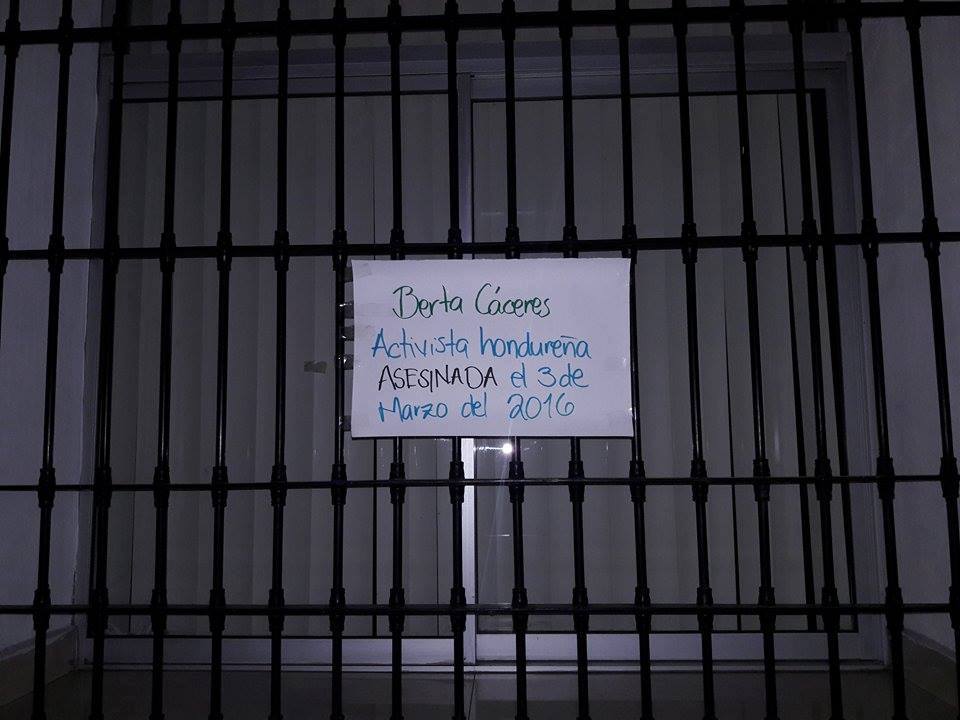 Berta Cáceres
Activista hondureña
ASESINADA el 3 de
Marzo del 2016